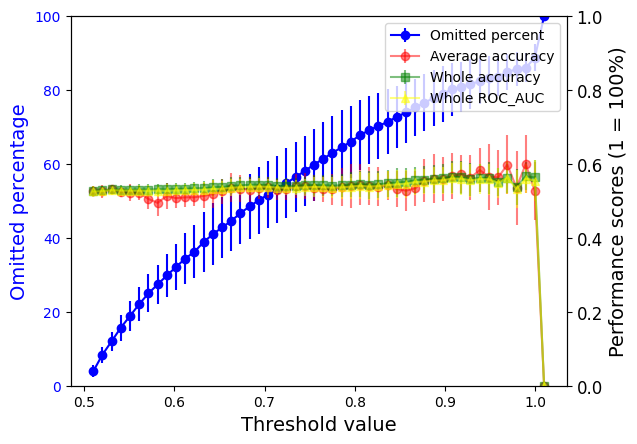 Omitted percent
Average accuracy
Whole accuracy
Whole ROC_AUC
100
80
60
40
20
0
Omitted percentage
1.0
0.8
0.6
0.4
0.2
0.0
Performance scores (1 = 100%)
0.5 0.6 0.7 0.8 0.9 1.0
Threshold value